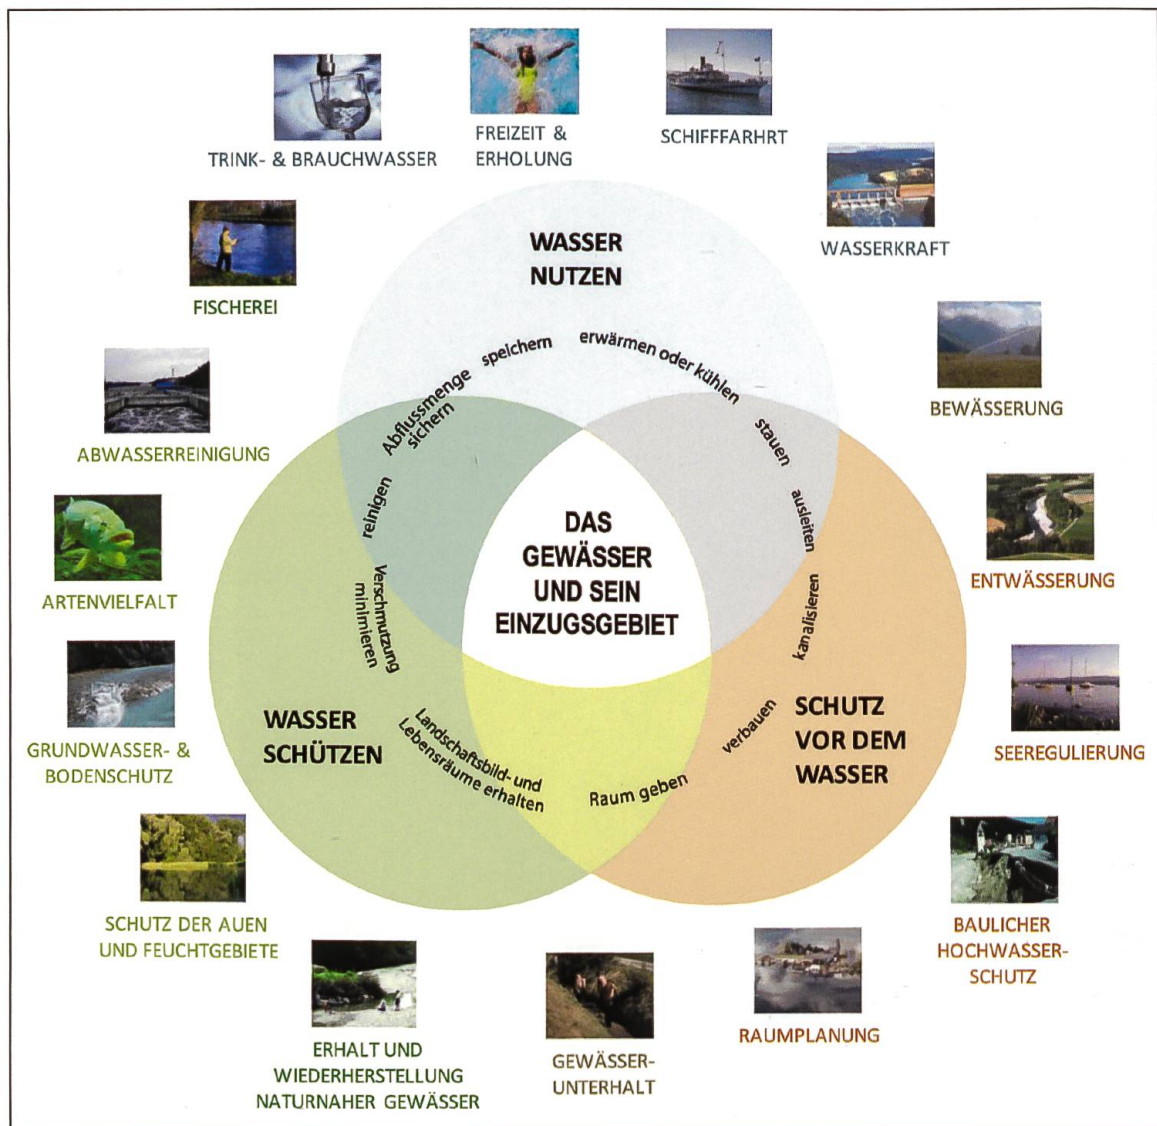 TRINK- & BRAUCHWASSER
FREIZEIT &
ERHOLUNG
SCHIFFFARHRT
WASSERKRAFT
FISCHEREI
BEWÄSSERUNG
ABWASSERREINIGUNG
ENTWÄSSERUNG
ARTENVIELFALT
SEEREGULIERUNG
GRUNDWASSER- &
BODENSCHUTZ
BAULICHER
HOCHWASSER-
SCHUTZ
SCHUTZ DER AUEN
UND FEUCHTGEBIETE
RAUMPLANUNG
ERHALT UND
WIEDERHERSTELLUNG
NATURNAHER GEWÄSSER
GEWÄSSER-
UNTERHALT
WASSER
NUTZEN
speichern
erwärmen oder kühlen
Abflussmenge
sichern
stauen
reinigen
ausleiten
DAS
GEWÄSSER
UND SEIN
EINZUGSGEBIET
Verschmutzung
minimieren
kanalisieren
WASSER
SCHÜTZEN
SCHUTZ
VOR DEM
WASSER
verbauen
Landschaftsbild- und
Lebensräume erhalten
Raum geben